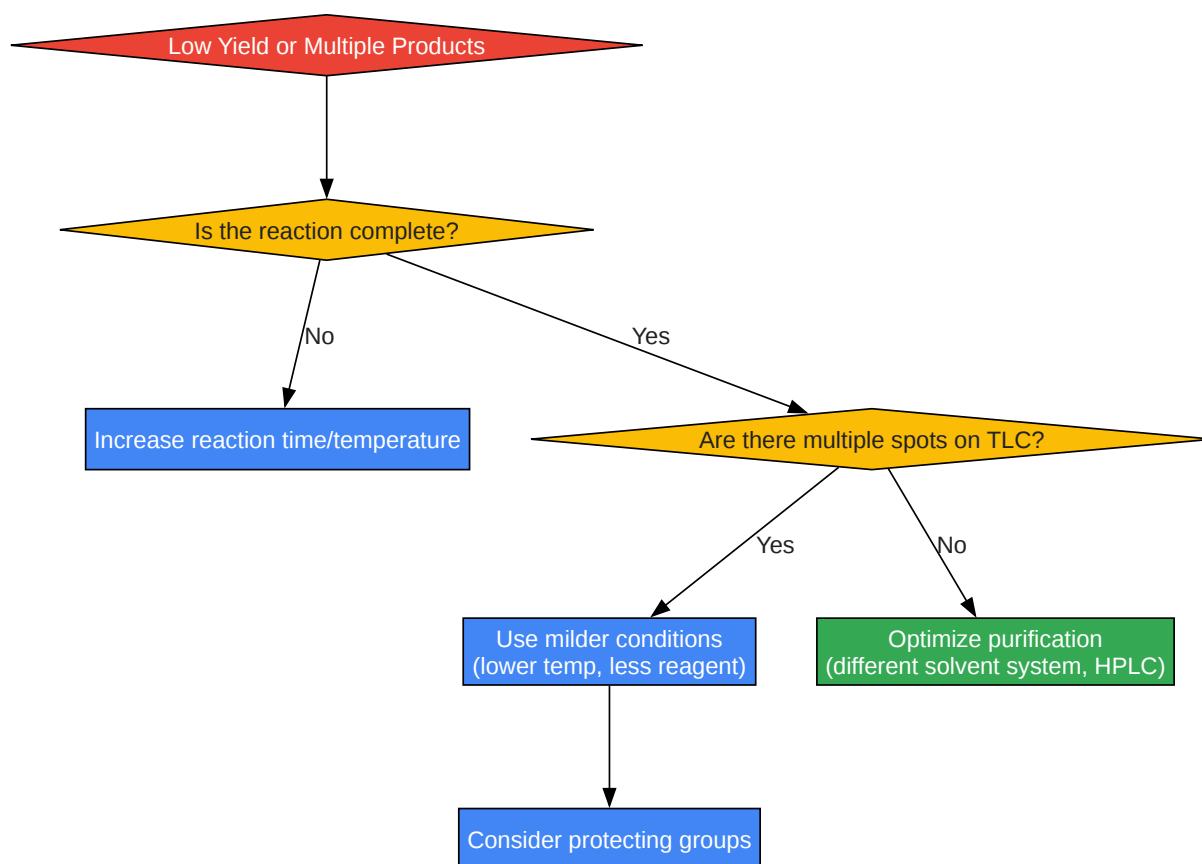 Low Yield or Multiple Products
Is the reaction complete?
No
Yes
Increase reaction time/temperature
Are there multiple spots on TLC?
Yes
No
Use milder conditions
(lower temp, less reagent)
Optimize purification
(different solvent system, HPLC)
Consider protecting groups